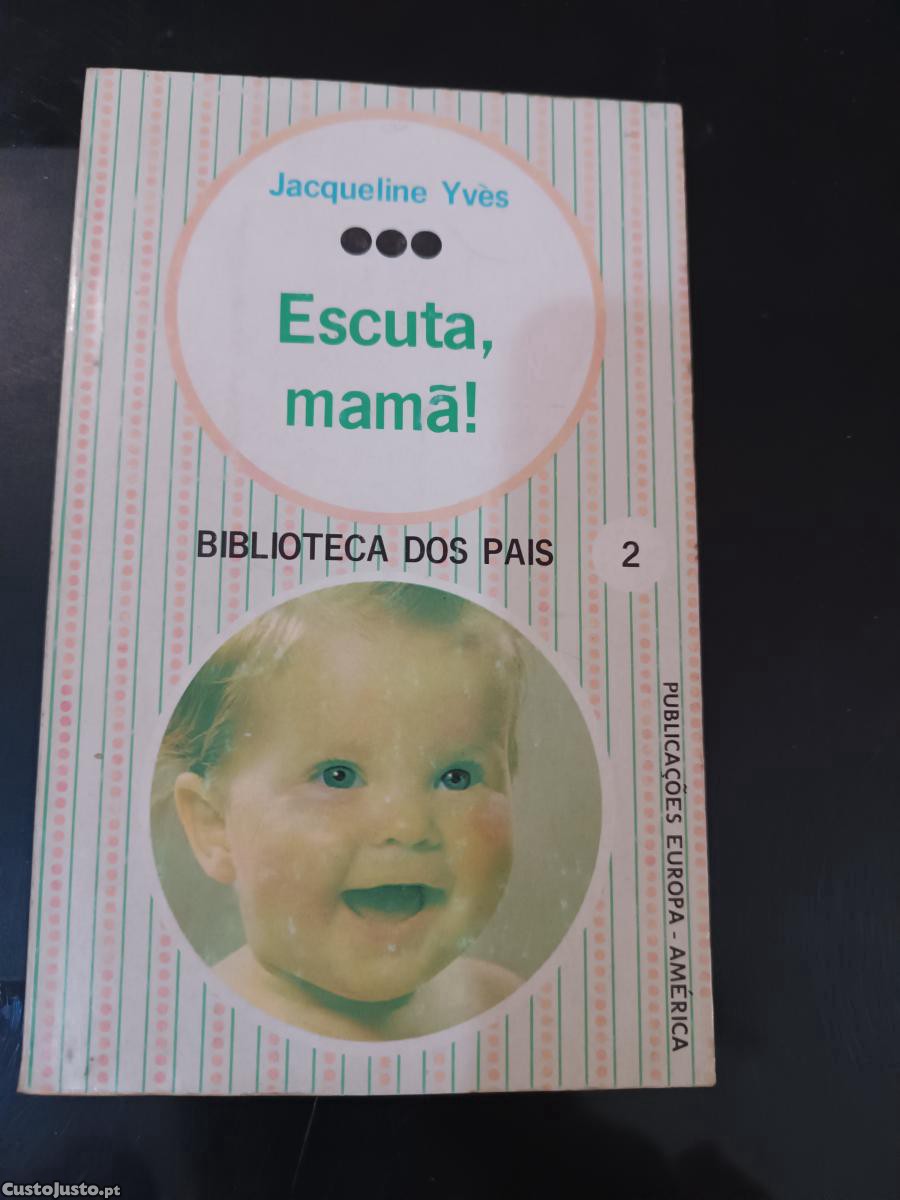 Jacqueline Yvès
Escuta,
mamã!
BIBLIOTECA DOS PAIS
2
PUBLICAÇÕES EUROPA - AMÉRICA
CustoJusto.pt